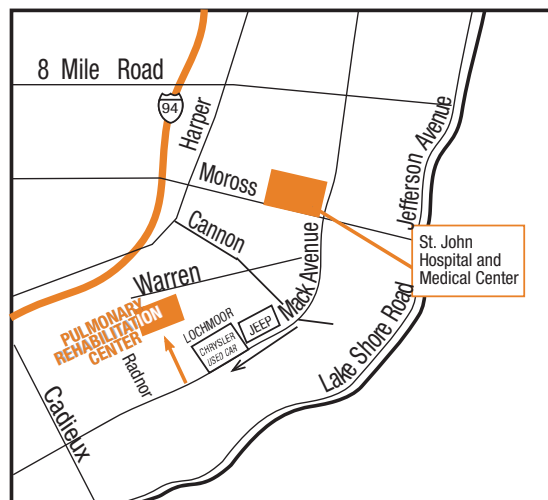 8 Mile Road
94
Harper
Moross
Jefferson Avenue
Cannon
St. John
Hospital and
Medical Center
Warren
Mack Avenue
PULMONARY
REHABILITATION
CENTER
LOCHMOOR
CHRYSLER
USED CAR
JEEP
Lake Shore Road
Radnor
Cadieux